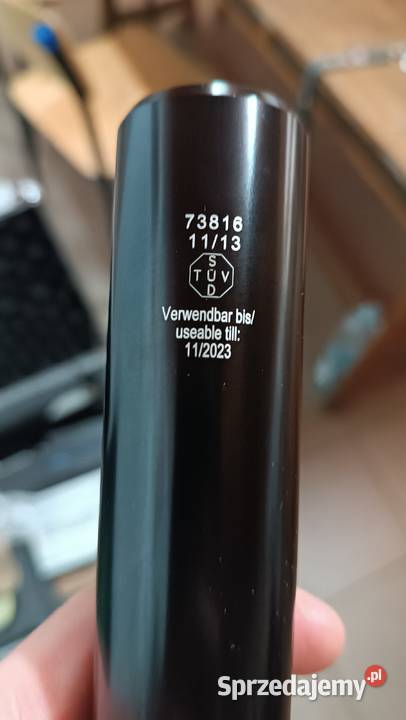 73816
11/13
S
TÜV
D
Verwendbar bis/
useable till:
11/2023
Sprzedajemy.pl